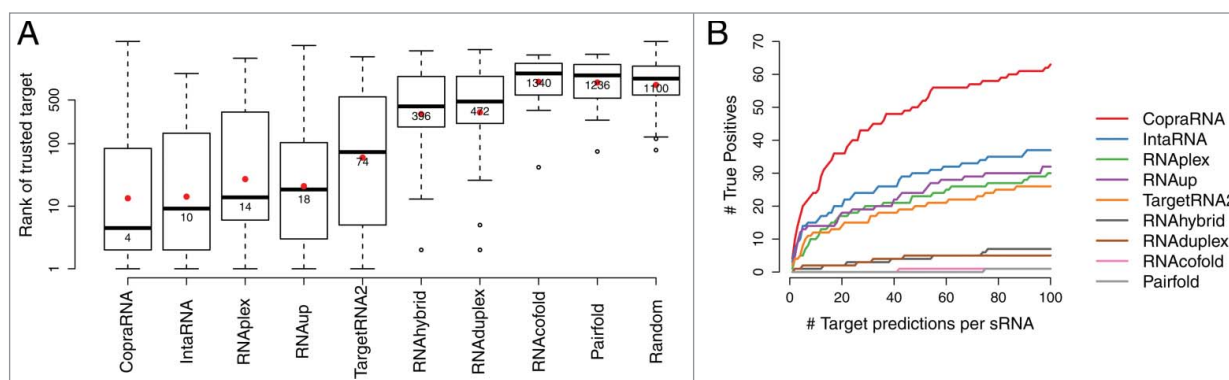 A
Rank of trusted target
500
100
10
1
4
10
14
18
74
396
472
1340
1236
1100
CopraRNA
IntaRNA
RNAplex
RNAup
TargetRNA2
RNAhybrid
RNAduplex
RNAcofold
Pairfold
Random
B
# True Positives
70
60
50
40
30
20
10
0
0 20 40 60 80 100
# Target predictions per sRNA
CopraRNA
IntaRNA
RNAplex
RNAup
TargetRNA2
RNAhybrid
RNAduplex
RNAcofold
Pairfold